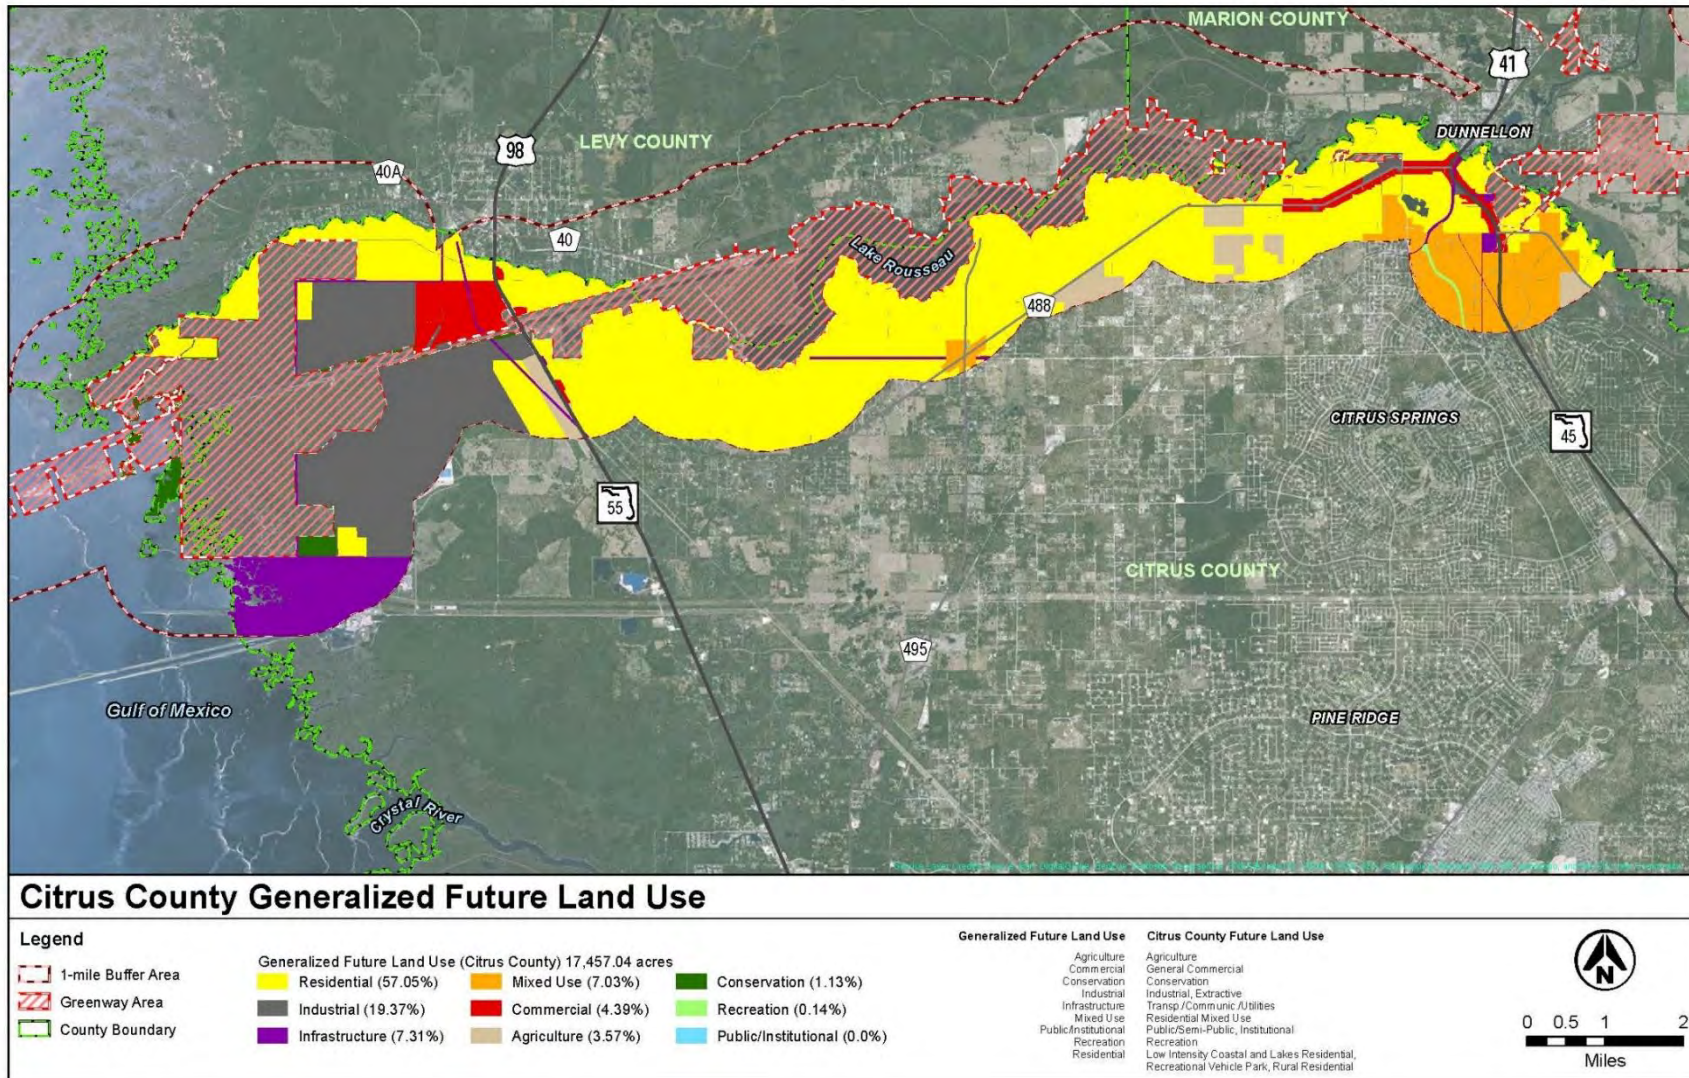 MARION COUNTY
41
DUNNELLON
LEVY COUNTY
98
40A
40
Lake Rousseau
488
CITRUS SPRINGS
45
55
CITRUS COUNTY
495
Gulf of Mexico
PINE RIDGE
Crystal River
Citrus County Generalized Future Land Use
Legend
1-mile Buffer Area
Greenway Area
County Boundary
Generalized Future Land Use (Citrus County) 17,457.04 acres
Residential (57.05%)
Industrial (19.37%)
Infrastructure (7.31%)
Mixed Use (7.03%)
Commercial (4.39%)
Agriculture (3.57%)
Conservation (1.13%)
Recreation (0.14%)
Public/Institutional (0.0%)
Generalized Future Land Use Citrus County Future Land Use
Agriculture Agriculture
Commercial General Commercial
Conservation Conservation
Industrial Industrial, Extractive
Infrastructure Transp./Communic./Utilities
Mixed Use Residential Mixed Use
Public/Institutional Public/Semi-Public, Institutional
Recreation Recreation
Residential Low Intensity Coastal and Lakes Residential,
Recreational Vehicle Park, Rural Residential
N
0 0.5 1 2
Miles